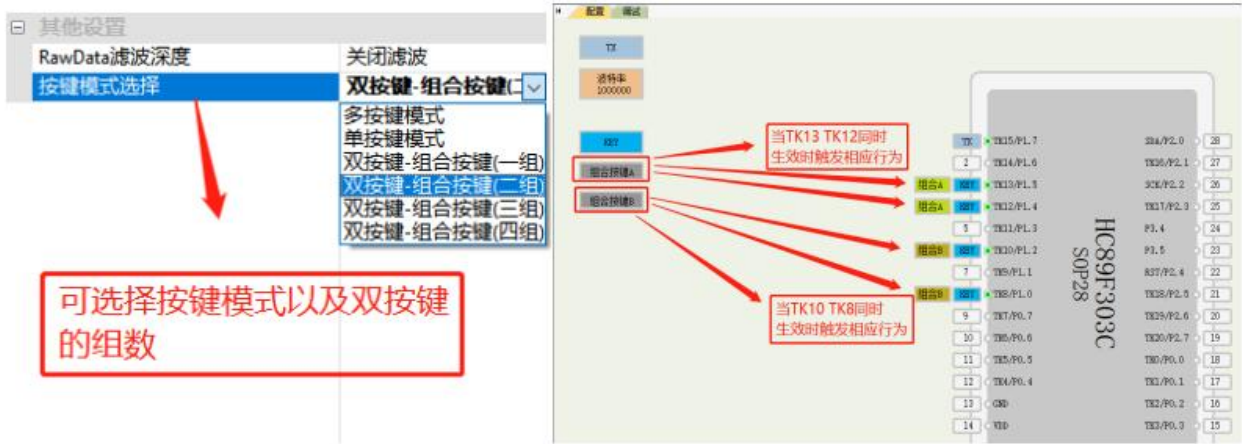 其他设置
RawData滤波深度 关闭滤波
按键模式选择 双按键-组合按键(二
多按键模式
单按键模式
双按键-组合按键(一组)
双按键-组合按键(二组)
双按键-组合按键(三组)
双按键-组合按键(四组)
可选择按键模式以及双按键
的组数
配置 调试
TX
波特率
1000000
KEY
组合按键A
组合按键B
当TK13 TK12同时
生效时触发相应行为
当TK10 TK8同时
生效时触发相应行为
HC89F303C
SOP28
TX TK15/P1.7
2 TK14/P1.6
组合A KEY TK13/P1.5
组合A KEY TK12/P1.4
5 TK11/P1.3
组合B KEY TK10/P1.2
7 TK9/P1.1
组合B KEY TK8/P1.0
9 TK7/P0.7
10 TK6/P0.6
11 TK5/P0.5
12 TK4/P0.4
13 GND
14 VDD
SDA/P2.0 28
TK16/P2.1 27
SCK/P2.2 26
TK17/P2.3 25
P3.4 24
P3.5 23
RST/P2.4 22
TK18/P2.5 21
TK19/P2.6 20
TK20/P2.7 19
TK0/P0.0 18
TK1/P0.1 17
TK2/P0.2 16
TK3/P0.3 15